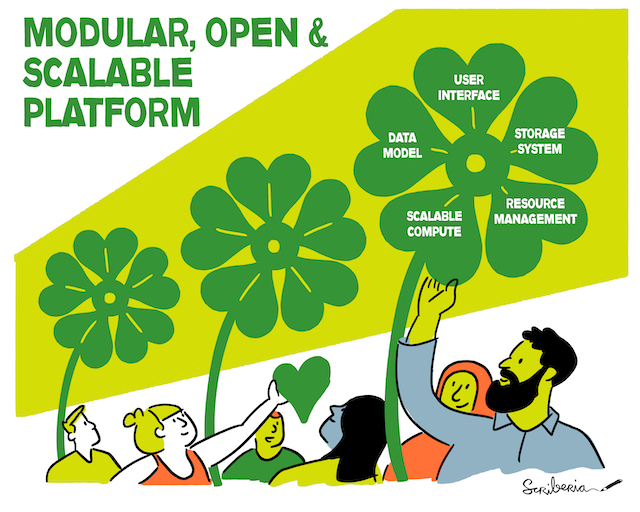 MODULAR, OPEN &
SCALABLE
PLATFORM
USER
INTERFACE
DATA
MODEL
STORAGE
SYSTEM
SCALABLE
COMPUTE
RESOURCE
MANAGEMENT
Scriberia